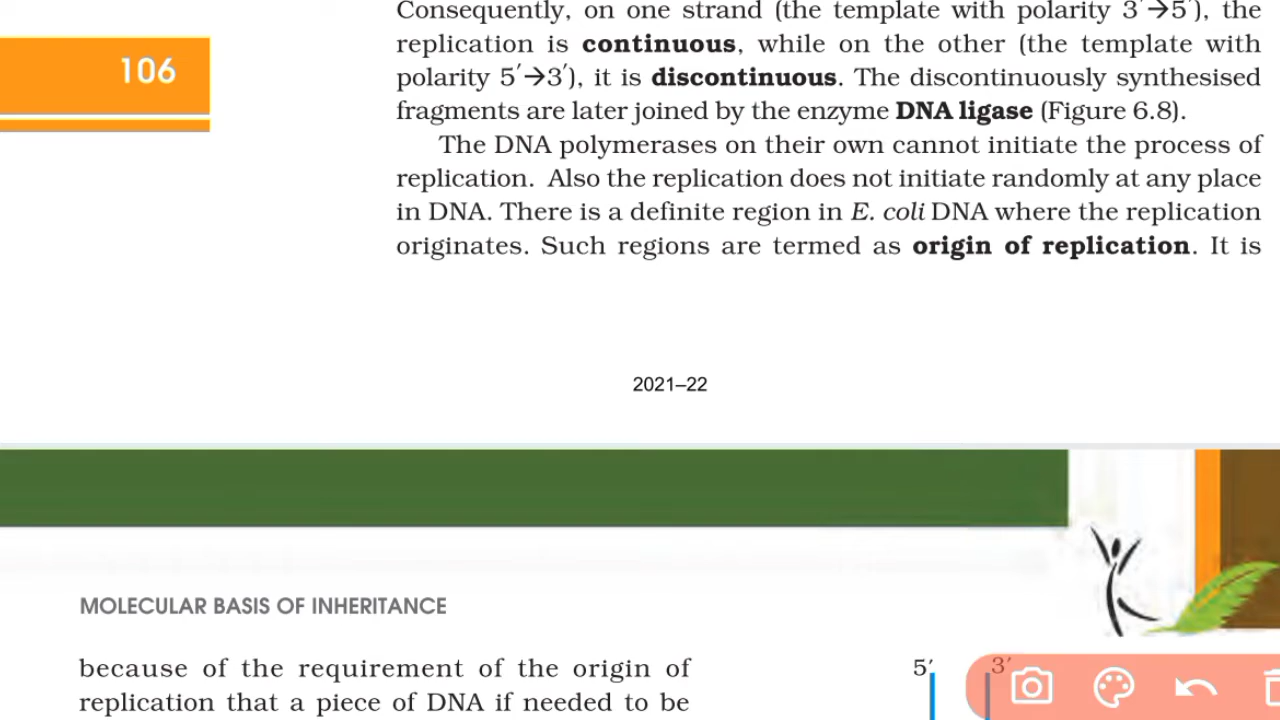 Consequently, on one strand (the template with polarity 3′→5′), the
106
replication is continuous, while on the other (the template with
polarity 5′→3′), it is discontinuous. The discontinuously synthesised
fragments are later joined by the enzyme DNA ligase (Figure 6.8).
The DNA polymerases on their own cannot initiate the process of
replication. Also the replication does not initiate randomly at any place
in DNA. There is a definite region in E. coli DNA where the replication
originates. Such regions are termed as origin of replication. It is
2021–22
MOLECULAR BASIS OF INHERITANCE
because of the requirement of the origin of
replication that a piece of DNA if needed to be
5′ 3′